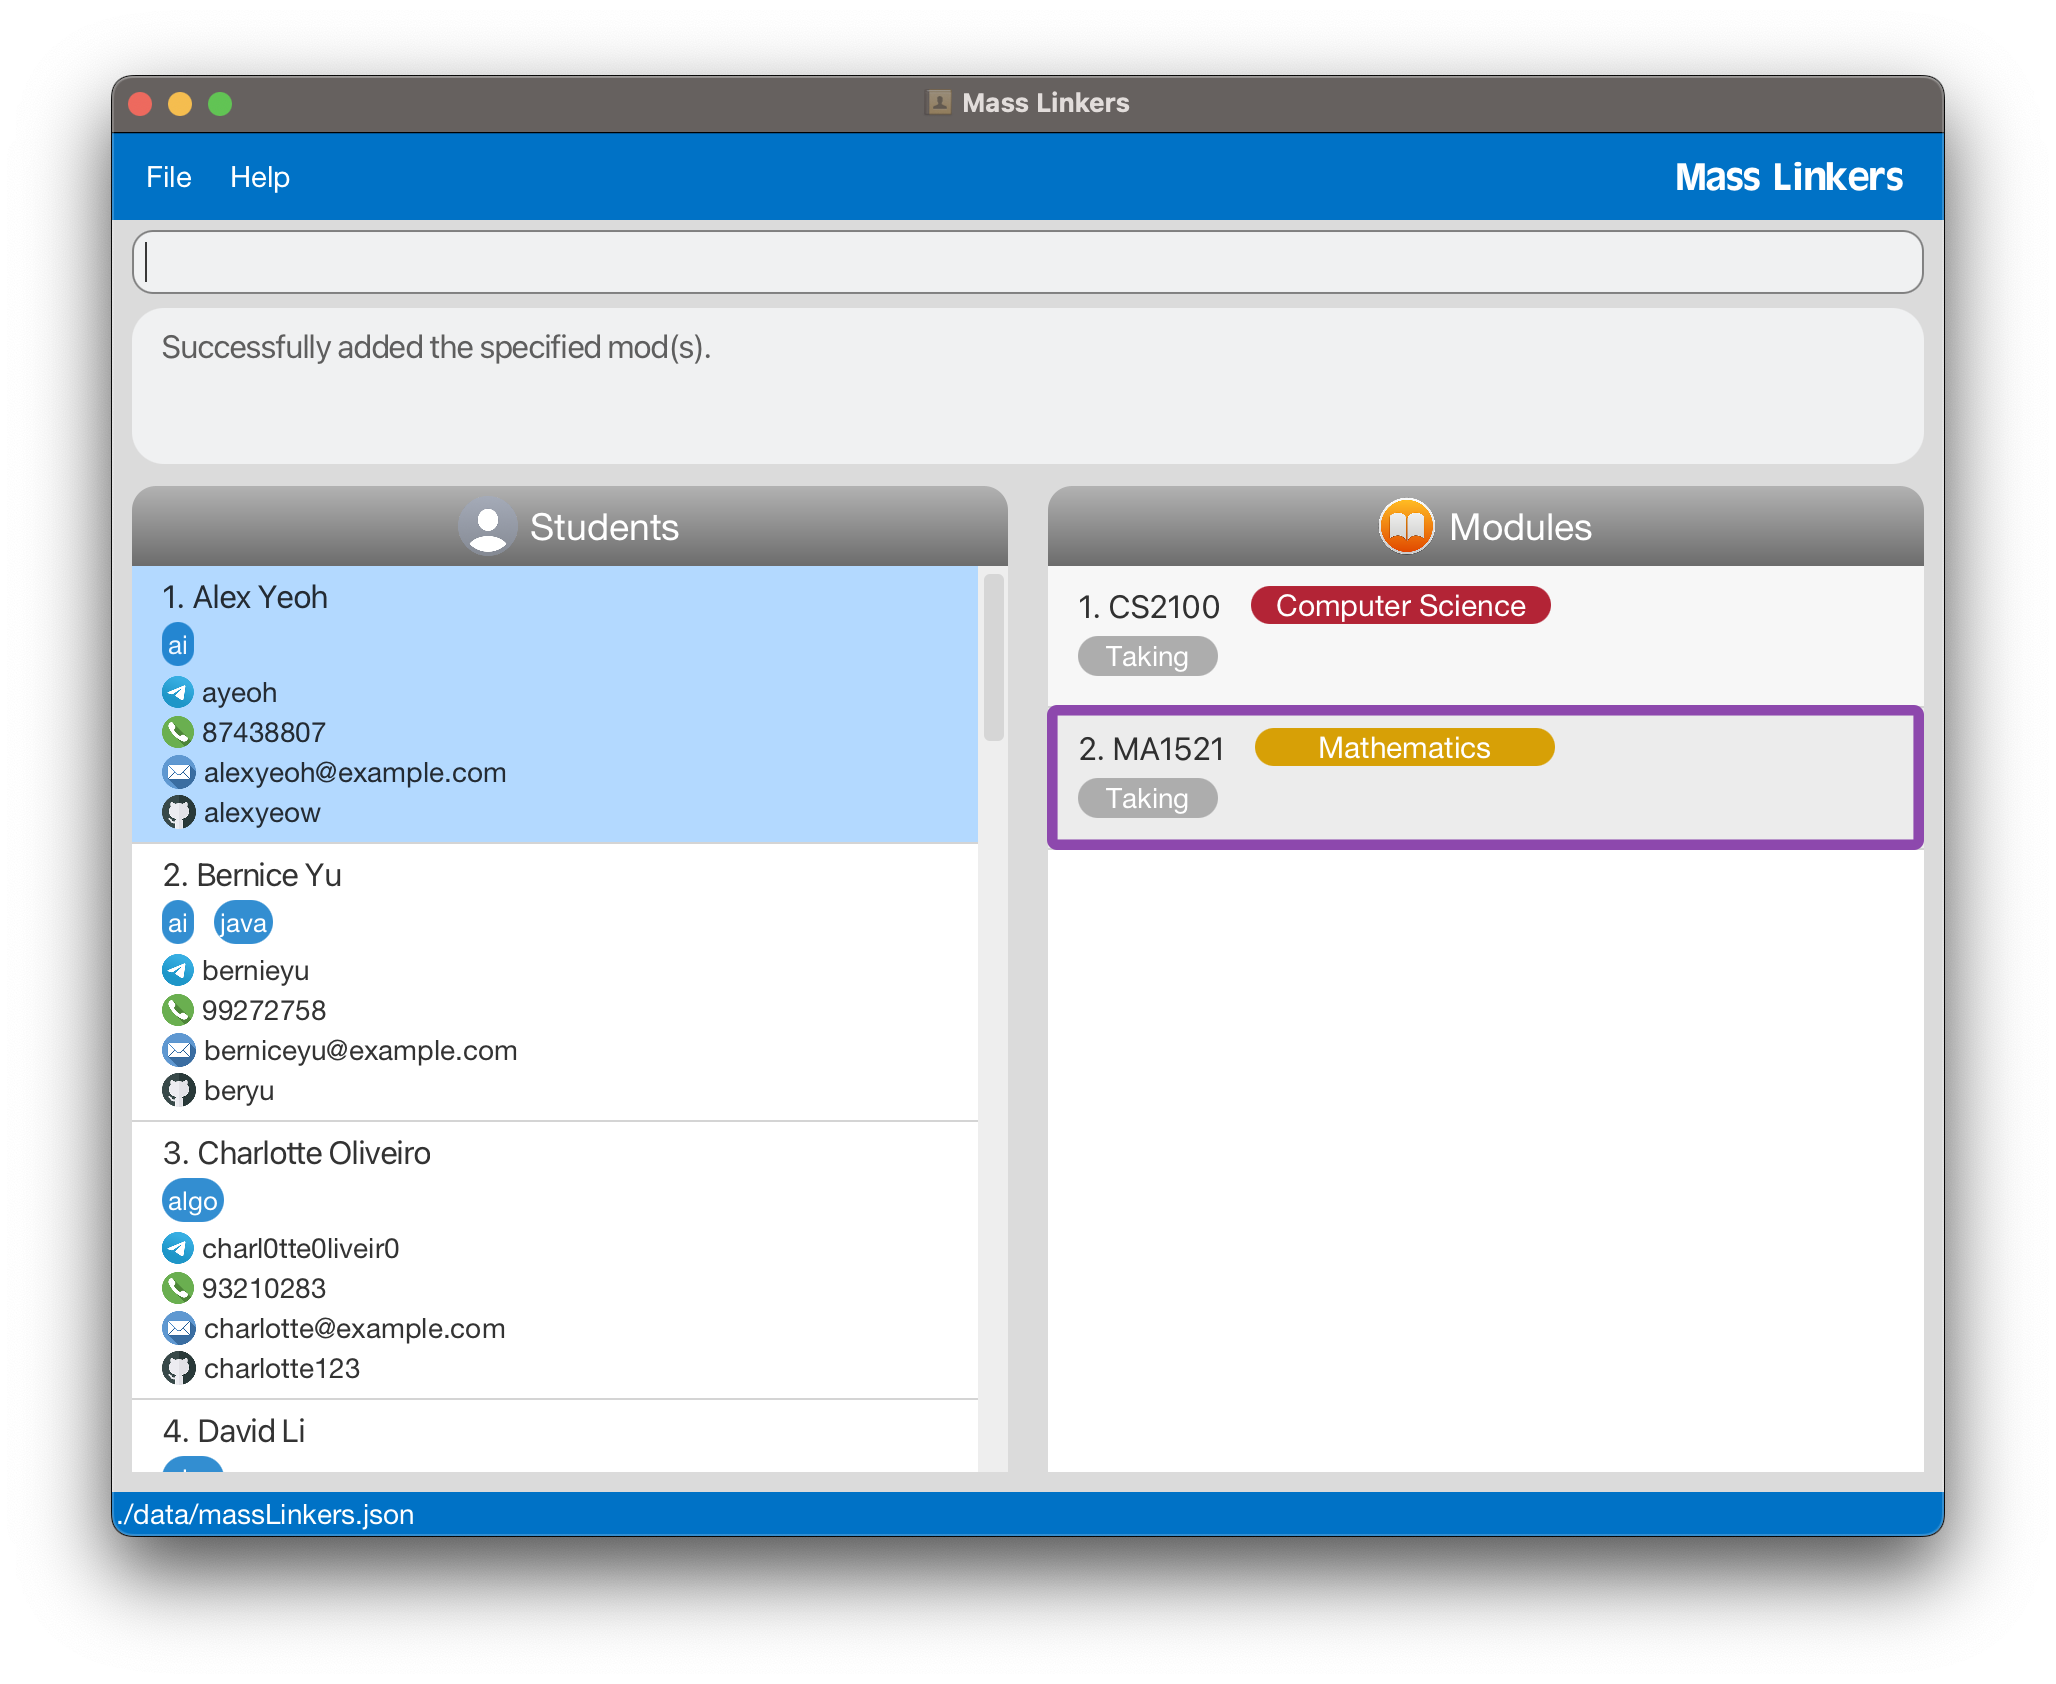 Mass Linkers
File Help Mass Linkers
Successfully added the specified mod(s).
Students
1. Alex Yeoh
ai
ayeoh
87438807
alexyeoh@example.com
alexyeow
2. Bernice Yu
ai java
bernieyu
99272758
berniceyu@example.com
beryu
3. Charlotte Oliveiro
algo
charl0tte0liveir0
93210283
charlotte@example.com
charlotte123
4. David Li
Modules
1. CS2100 Computer Science
Taking
2. MA1521 Mathematics
Taking
./data/massLinkers.json